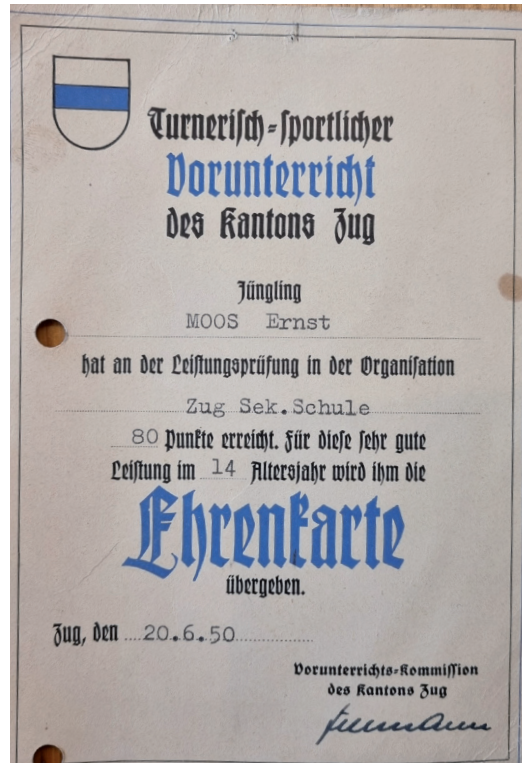 Turnerisch-sportlicher
Vorunterricht
des Kantons Zug
Jüngling
MOOS Ernst
hat an der Leistungsprüfung in der Organisation
Zug Sek.Schule
80 Punkte erreicht. Für diese sehr gute
Leistung im 14 Altersjahr wird ihm die
Ehrenkarte
übergeben.
Zug, den 20.6.50
Vorunterrichts-Kommission
des Kantons Zug